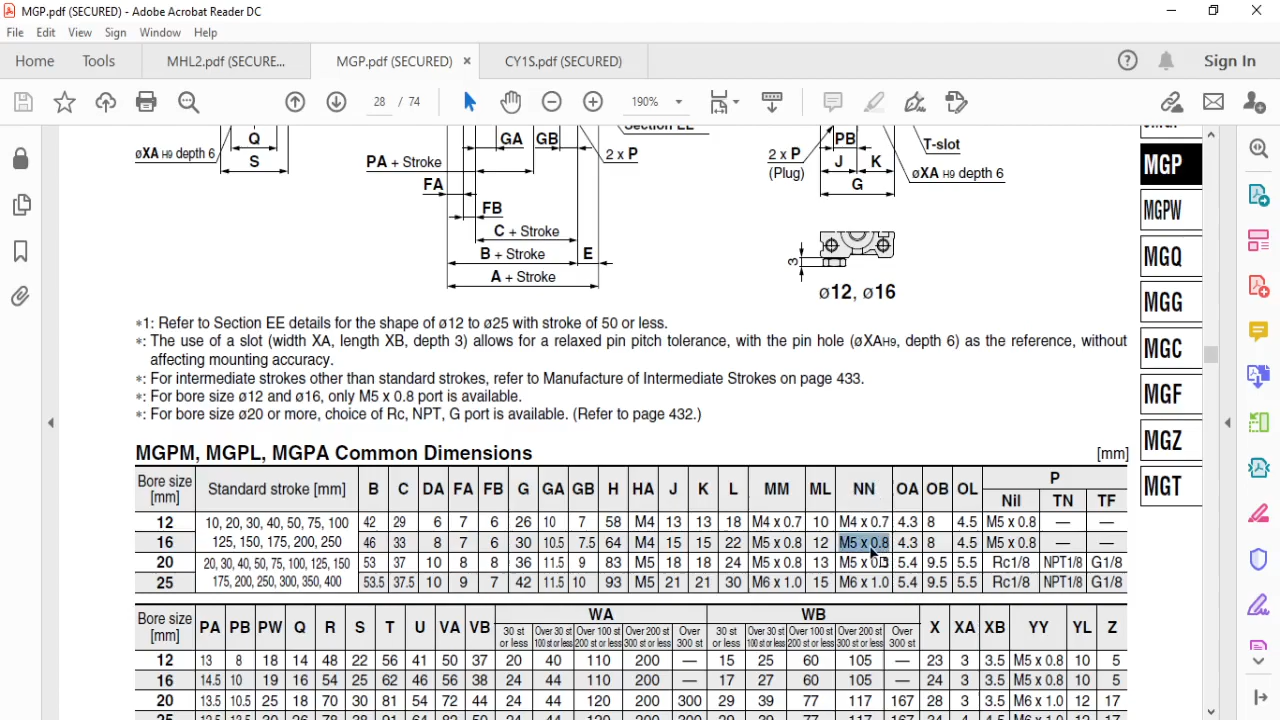 MGP.pdf (SECURED) - Adobe Acrobat Reader DC
File Edit View Sign Window Help
Home Tools MHL2.pdf (SECURE... MGP.pdf (SECURED) × CY1S.pdf (SECURED) Sign In
28 / 74 190%
GA GB
Q
øXA H9 depth 6
S
PA + Stroke
2 x P
FA
FB
C + Stroke
B + Stroke E
A + Stroke
PB
T-slot
2 x P
(Plug)
J K
øXA H9 depth 6
G
3
ø12, ø16
MGP
MGPW
MGQ
MGG
MGC
MGF
MGZ
MGT
∗1: Refer to Section EE details for the shape of ø12 to ø25 with stroke of 50 or less.
∗: The use of a slot (width XA, length XB, depth 3) allows for a relaxed pin pitch tolerance, with the pin hole (øXAH9, depth 6) as the reference, without
affecting mounting accuracy.
∗: For intermediate strokes other than standard strokes, refer to Manufacture of Intermediate Strokes on page 433.
∗: For bore size ø12 and ø16, only M5 x 0.8 port is available.
∗: For bore size ø20 or more, choice of Rc, NPT, G port is available. (Refer to page 432.)
MGPM, MGPL, MGPA Common Dimensions [mm]
Bore size [mm] Standard stroke [mm] B C DA FA FB G GA GB H HA J K L MM ML NN OA OB OL P
Nil TN TF
12 10, 20, 30, 40, 50, 75, 100 42 29 6 7 6 26 10 7 58 M4 13 13 18 M4 x 0.7 10 M4 x 0.7 4.3 8 4.5 M5 x 0.8 — —
16 125, 150, 175, 200, 250 46 33 8 7 6 30 10.5 7.5 64 M4 15 15 22 M5 x 0.8 12 M5 x 0.8 4.3 8 4.5 M5 x 0.8 — —
20 20, 30, 40, 50, 75, 100, 125, 150 53 37 10 8 8 36 11.5 9 83 M5 18 18 24 M5 x 0.8 13 M5 x 5.4 9.5 5.5 Rc1/8 NPT1/8 G1/8
25 175, 200, 250, 300, 350, 400 53.5 37.5 10 9 7 42 11.5 10 93 M5 21 21 30 M6 x 1.0 15 M6 x 1.0 5.4 9.5 5.5 Rc1/8 NPT1/8 G1/8
Bore size [mm] PA PB PW Q R S T U VA VB WA WB X XA XB YY YL Z
30 st or less Over 30 st 100 st or less Over 100 st 200 st or less Over 200 st 300 st or less Over 300 st 30 st or less Over 30 st 100 st or less Over 100 st 200 st or less Over 200 st 300 st or less Over 300 st
12 13 8 18 14 48 22 56 41 50 37 20 40 110 200 — 15 25 60 105 — 23 3 3.5 M5 x 0.8 10 5
16 14.5 10 19 16 54 25 62 46 56 38 24 44 110 200 — 17 27 60 105 — 24 3 3.5 M5 x 0.8 10 5
20 13.5 10.5 25 18 70 30 81 54 72 44 24 44 120 200 300 29 39 77 117 167 28 3 3.5 M6 x 1.0 12 17